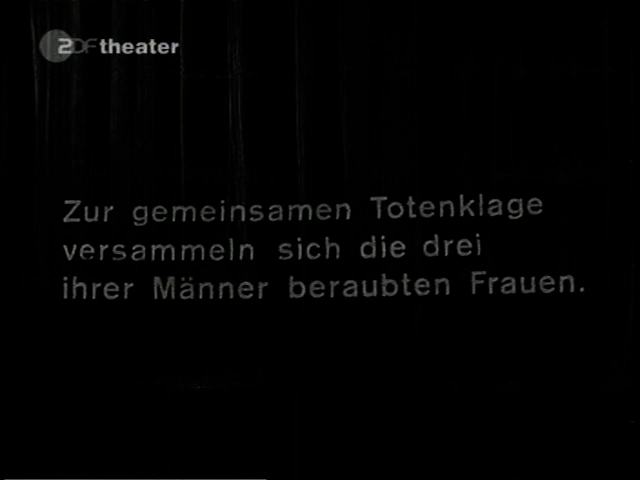 ZDFtheater
Zur gemeinsamen Totenklage
versammeln sich die drei
ihrer Männer beraubten Frauen.